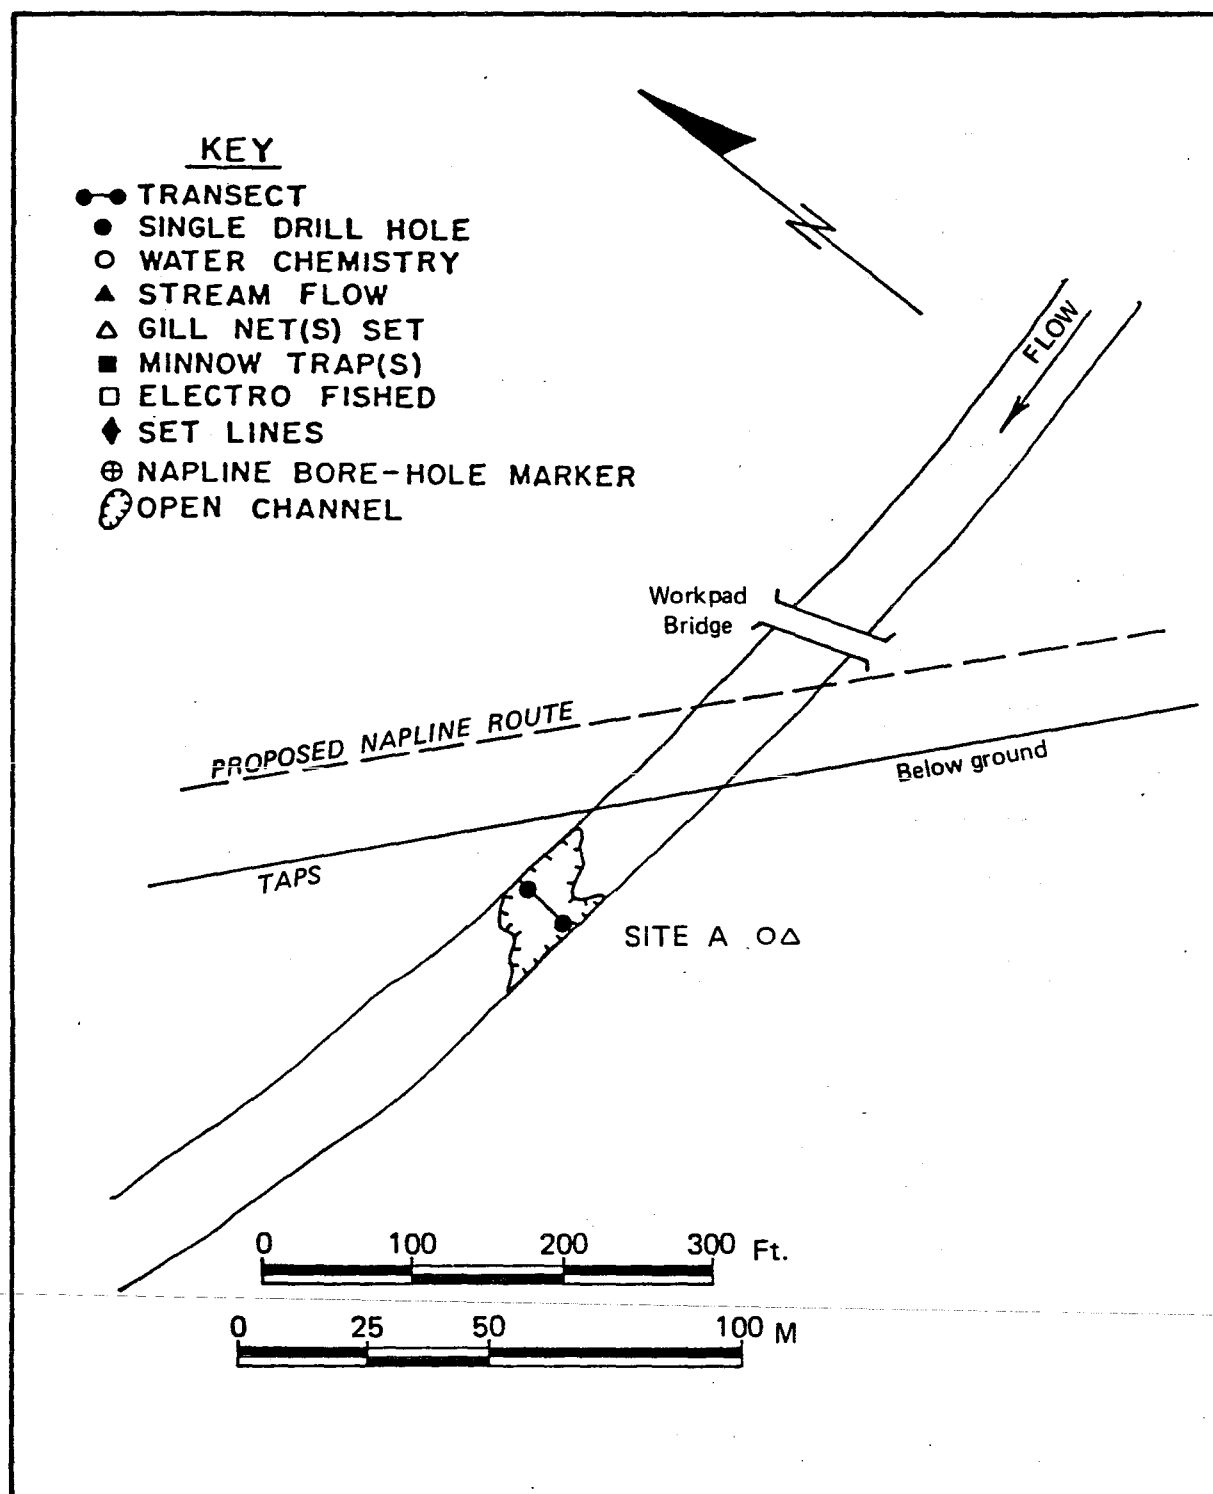 KEY
TRANSECT
SINGLE DRILL HOLE
WATER CHEMISTRY
STREAM FLOW
GILL NET(S) SET
MINNOW TRAP(S)
ELECTRO FISHED
SET LINES
NAPLINE BORE-HOLE MARKER
OPEN CHANNEL
N
FLOW
Workpad
Bridge
PROPOSED NAPLINE ROUTE
Below ground
TAPS
SITE A
0 100 200 300 Ft.
0 25 50 100 M